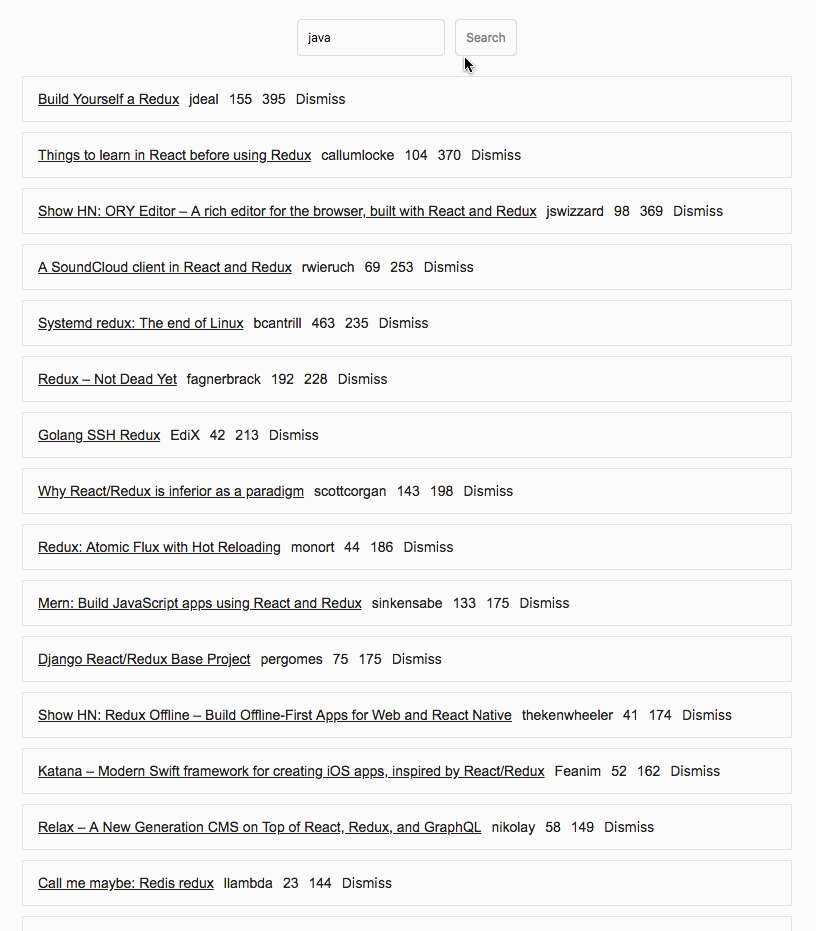 java Search
Build Yourself a Redux jdeal 155 395 Dismiss
Things to learn in React before using Redux callumlocke 104 370 Dismiss
Show HN: ORY Editor – A rich editor for the browser, built with React and Redux jswizzard 98 369 Dismiss
A SoundCloud client in React and Redux rwieruch 69 253 Dismiss
Systemd redux: The end of Linux bcantrill 463 235 Dismiss
Redux – Not Dead Yet fagnerbrack 192 228 Dismiss
Golang SSH Redux EdiX 42 213 Dismiss
Why React/Redux is inferior as a paradigm scottcorgan 143 198 Dismiss
Redux: Atomic Flux with Hot Reloading monort 44 186 Dismiss
Mern: Build JavaScript apps using React and Redux sinkensabe 133 175 Dismiss
Django React/Redux Base Project pergomes 75 175 Dismiss
Show HN: Redux Offline – Build Offline-First Apps for Web and React Native thekenwheeler 41 174 Dismiss
Katana – Modern Swift framework for creating iOS apps, inspired by React/Redux Feanim 52 162 Dismiss
Relax – A New Generation CMS on Top of React, Redux, and GraphQL nikolay 58 149 Dismiss
Call me maybe: Redis redux llambda 23 144 Dismiss